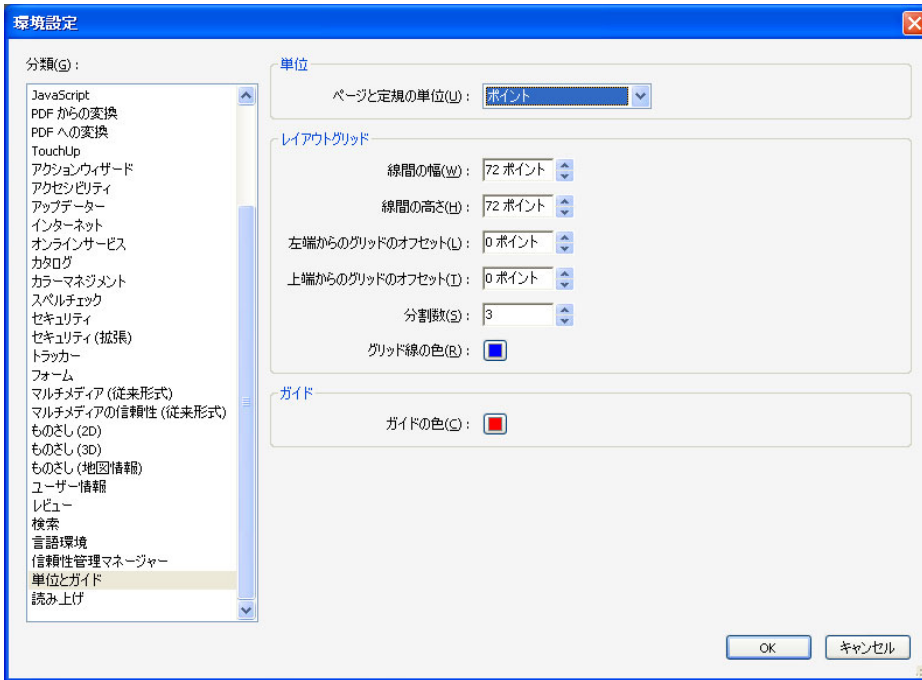 環境設定
分類(G):
JavaScript
PDF からの変換
PDF への変換
TouchUp
アクションウィザード
アクセシビリティ
アップデーター
インターネット
オンラインサービス
カタログ
カラーマネジメント
スペルチェック
セキュリティ
セキュリティ (拡張)
トラッカー
フォーム
マルチメディア (従来形式)
マルチメディアの信頼性 (従来形式)
ものさし (2D)
ものさし (3D)
ものさし (地図情報)
ユーザー情報
レビュー
検索
言語環境
信頼性管理マネージャー
単位とガイド
読み上げ
単位
ページと定規の単位(U): ポイント
レイアウトグリッド
線間の幅(W): 72 ポイント
線間の高さ(H): 72 ポイント
左端からのグリッドのオフセット(L): 0 ポイント
上端からのグリッドのオフセット(T): 0 ポイント
分割数(S): 3
グリッド線の色(R):
ガイド
ガイドの色(C):
OK キャンセル